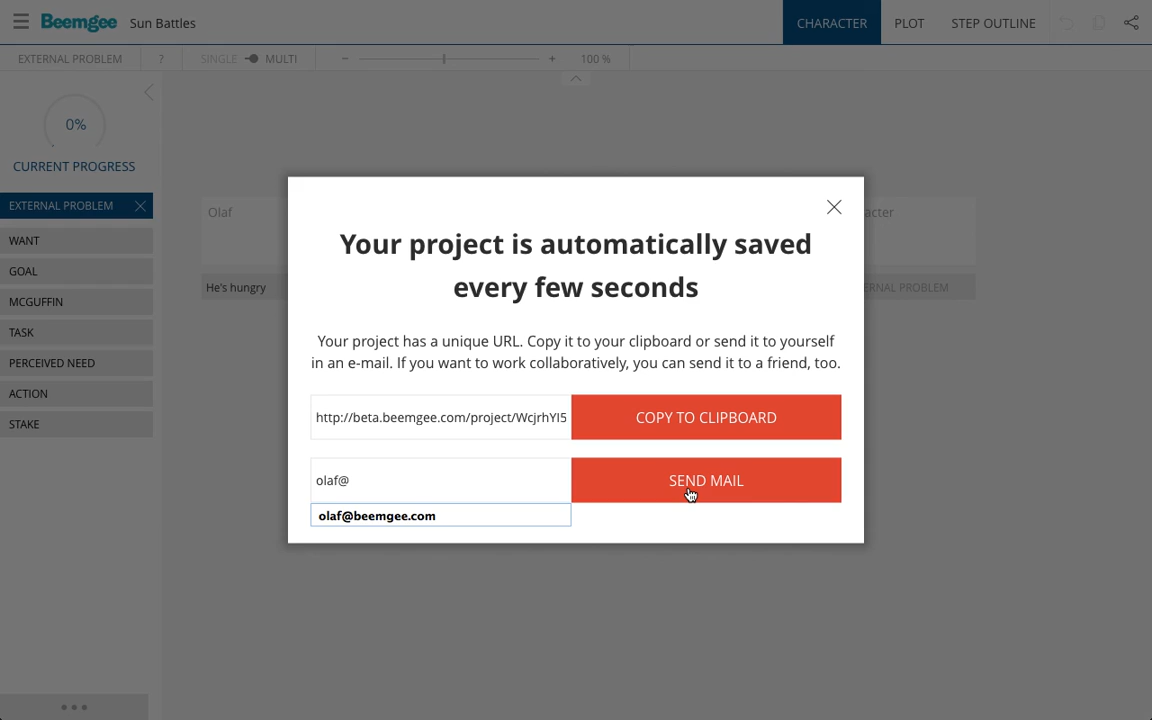 Beemgee Sun Battles CHARACTER PLOT STEP OUTLINE
EXTERNAL PROBLEM ? SINGLE MULTI − + 100 %
0%
CURRENT PROGRESS
EXTERNAL PROBLEM
WANT
GOAL
MCGUFFIN
TASK
PERCEIVED NEED
ACTION
STAKE
Olaf
He's hungry
acter
ERNAL PROBLEM
Your project is automatically saved
every few seconds
Your project has a unique URL. Copy it to your clipboard or send it to yourself
in an e-mail. If you want to work collaboratively, you can send it to a friend, too.
http://beta.beemgee.com/project/WcjrhYI5 COPY TO CLIPBOARD
olaf@ SEND MAIL
olaf@beemgee.com